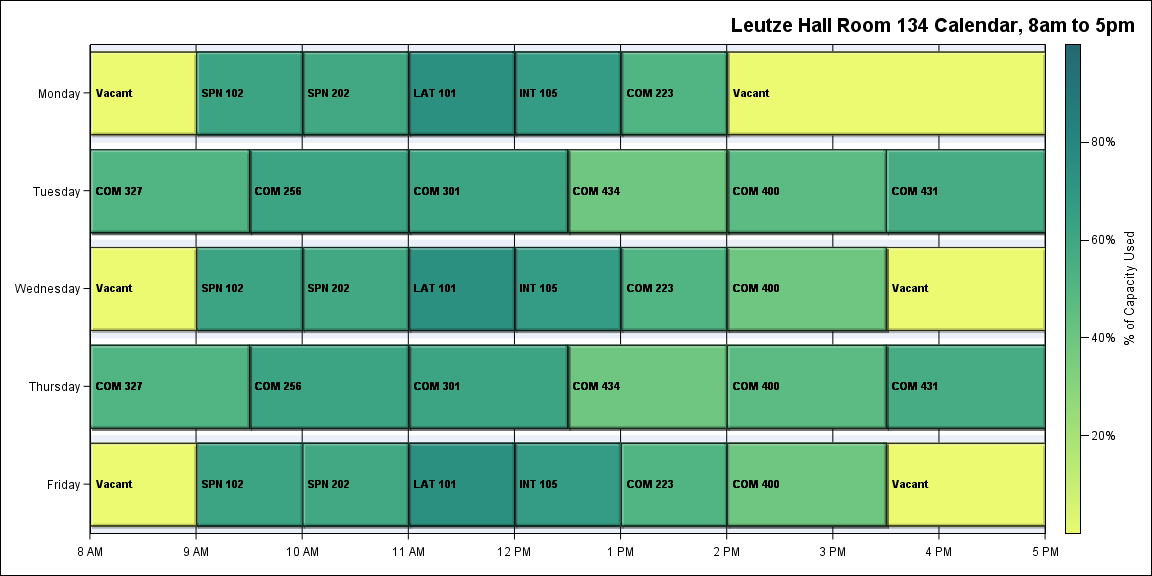 Leutze Hall Room 134 Calendar, 8am to 5pm
Monday
Vacant
SPN 102
SPN 202
LAT 101
INT 105
COM 223
Vacant
Tuesday
COM 327
COM 256
COM 301
COM 434
COM 400
COM 431
Wednesday
Vacant
SPN 102
SPN 202
LAT 101
INT 105
COM 223
COM 400
Vacant
Thursday
COM 327
COM 256
COM 301
COM 434
COM 400
COM 431
Friday
Vacant
SPN 102
SPN 202
LAT 101
INT 105
COM 223
COM 400
Vacant
8 AM
9 AM
10 AM
11 AM
12 PM
1 PM
2 PM
3 PM
4 PM
5 PM
80%
60%
40%
20%
% of Capacity Used